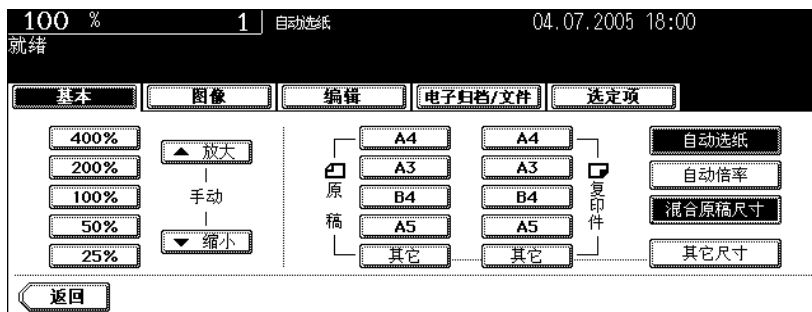 100 % 1 自动选纸 04.07.2005 18:00
就绪
基本 图像 编辑 电子归档/文件 选定项
400% 放大 A4 A4 自动选纸
200% A3 A3 自动倍率
100% 手动 原稿 B4 B4 复印件 混合原稿尺寸
50% A5 A5
25% 缩小 其它 其它 其它尺寸
返回